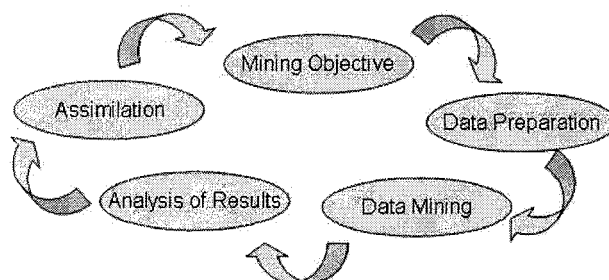 Mining Objective
Data Preparation
Data Mining
Analysis of Results
Assimilation